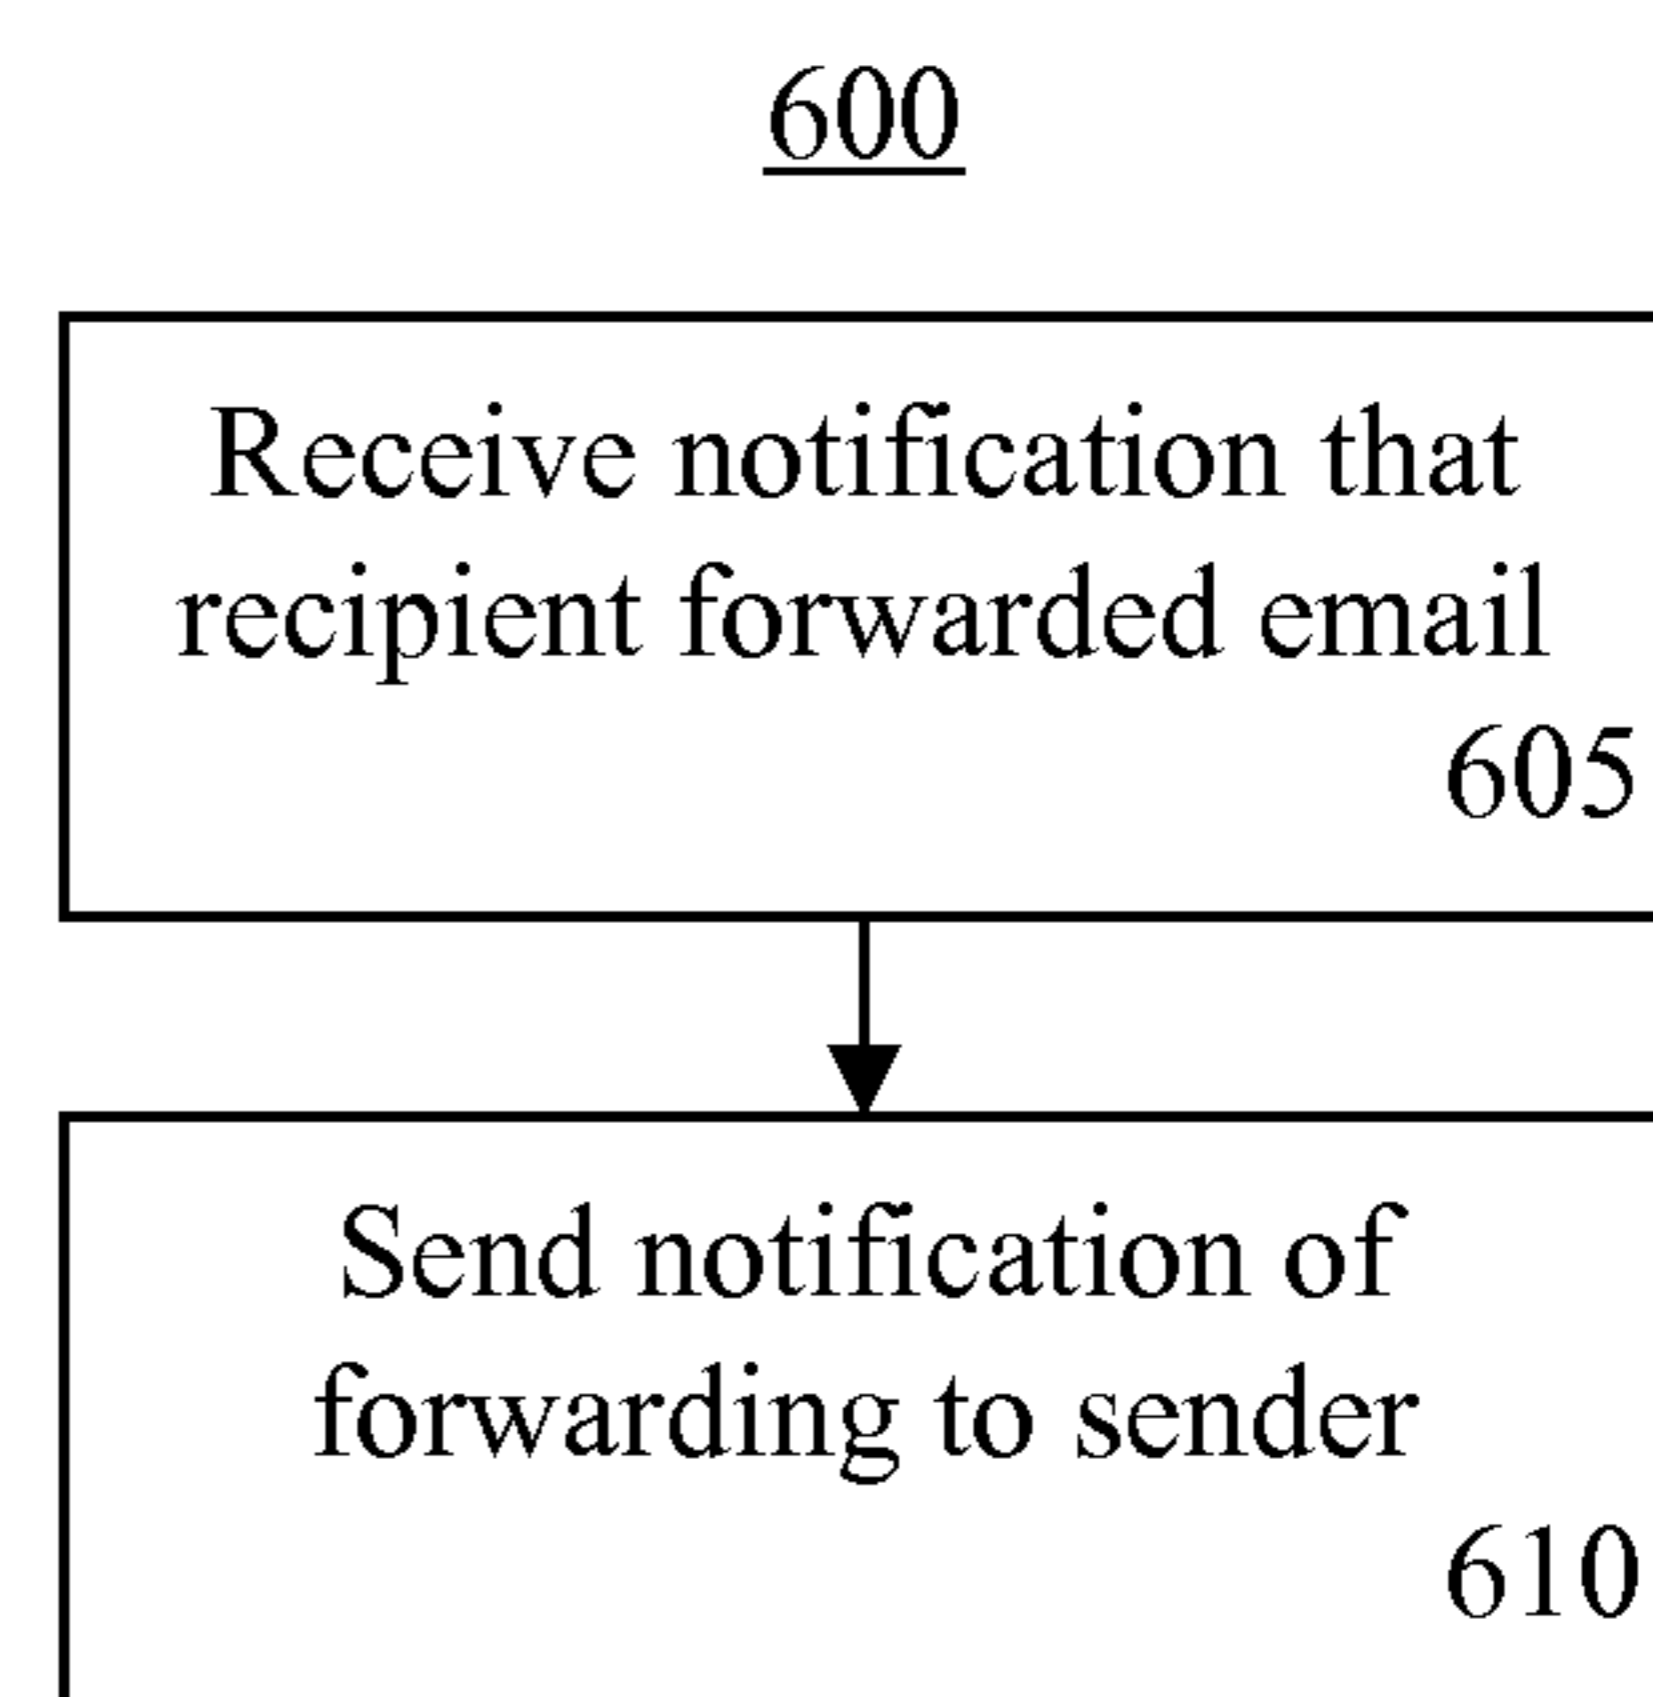 600
Receive notification that
recipient forwarded email
605
Send notification of
forwarding to sender
610